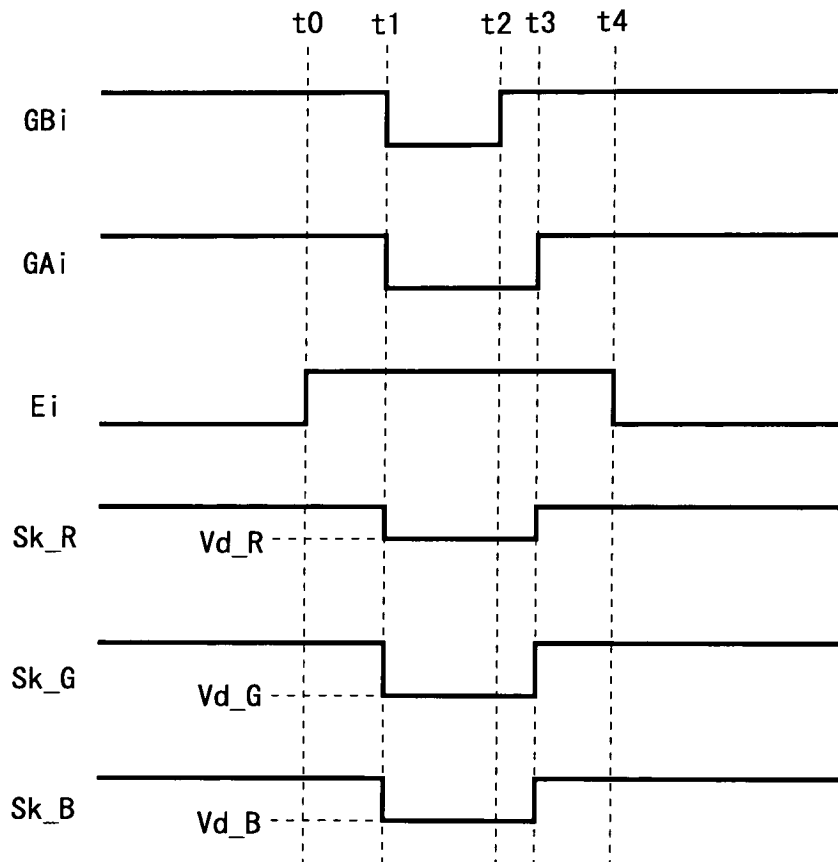 t0 t1 t2 t3 t4
GBi
GAi
Ei
Sk_R Vd_R
Sk_G Vd_G
Sk_B Vd_B